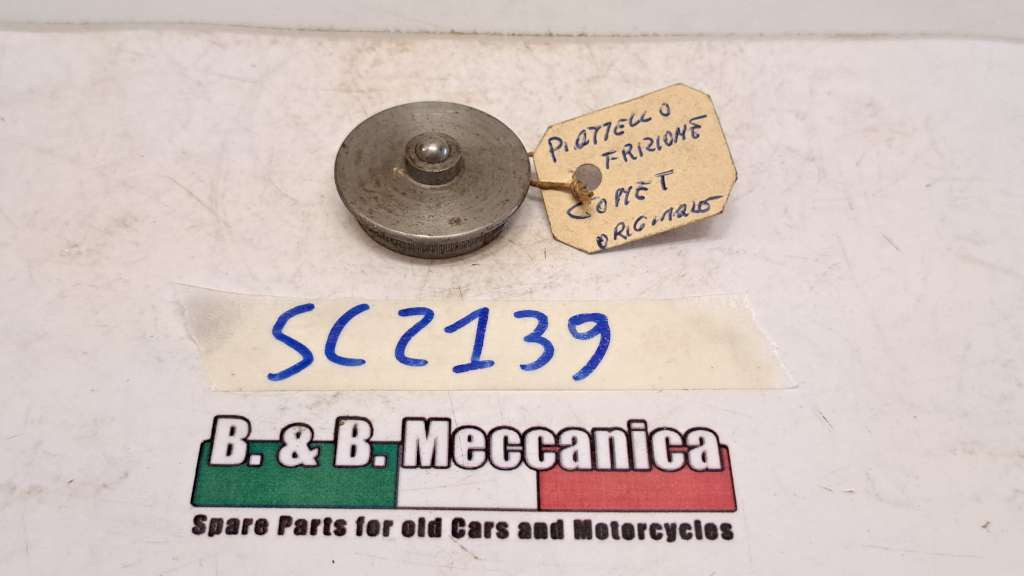 PIATTELLO
FRIZIONE
COMET
ORIGINALE
SC2139
B. & B. Meccanica
Spare Parts for old Cars and Motorcycles